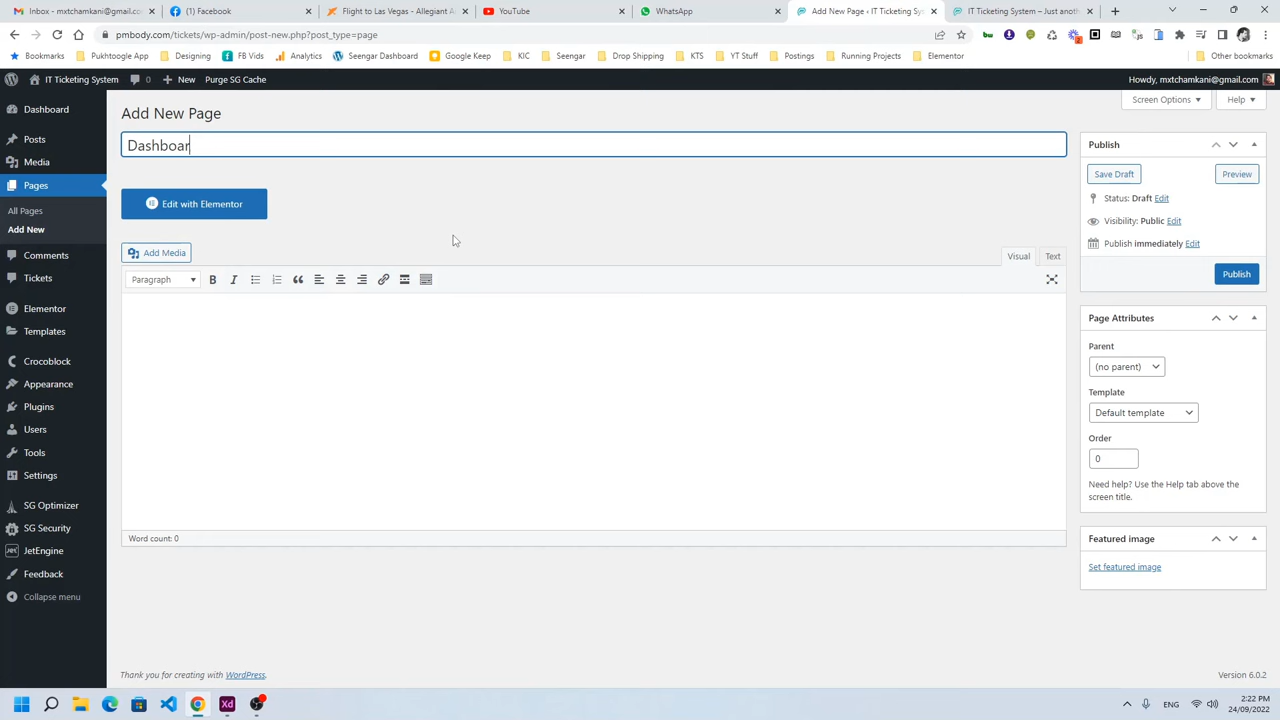 Inbox - mxtchamkani@gmail.com
(1) Facebook
Flight to Las Vegas - Allegiant A
YouTube
WhatsApp
Add New Page ‹ IT Ticketing Sys
IT Ticketing System – Just anoth
pmbody.com/tickets/wp-admin/post-new.php?post_type=page
Bookmarks
Pukhtoogle App
Designing
FB Vids
Analytics
Seengar Dashboard
Google Keep
KIC
Seengar
Drop Shipping
KTS
YT Stuff
Postings
Running Projects
Elementor
Other bookmarks
IT Ticketing System
0
New
Purge SG Cache
Howdy, mxtchamkani@gmail.com
Dashboard
Posts
Media
Pages
All Pages
Add New
Comments
Tickets
Elementor
Templates
Crocoblock
Appearance
Plugins
Users
Tools
Settings
SG Optimizer
SG Security
JetEngine
Feedback
Collapse menu
Screen Options
Help
Add New Page
Dashboar
Edit with Elementor
Add Media
Visual
Text
Paragraph
B
I
Word count: 0
Publish
Save Draft
Preview
Status: Draft Edit
Visibility: Public Edit
Publish immediately Edit
Publish
Page Attributes
Parent
(no parent)
Template
Default template
Order
0
Need help? Use the Help tab above the
screen title.
Featured image
Set featured image
Thank you for creating with WordPress.
Version 6.0.2
Xd
ENG
2:22 PM
24/09/2022